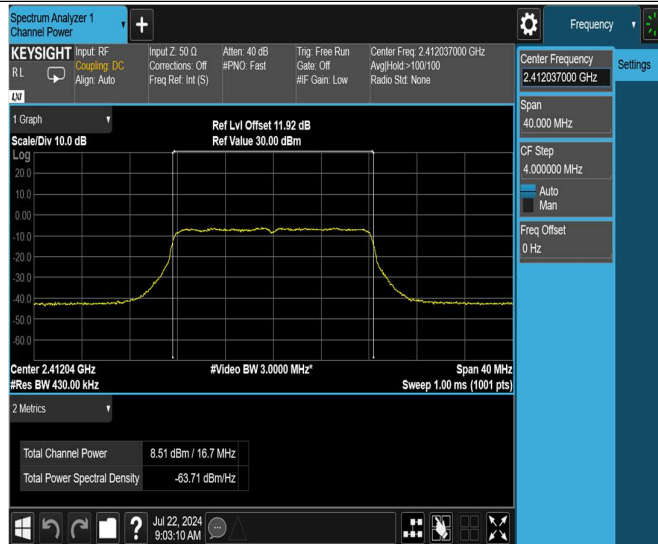 Spectrum Analyzer 1
Channel Power
Frequency
KEYSIGHT
R L
LXI
Input: RF
Coupling: DC
Align: Auto
Input Z: 50 Ω
Corrections: Off
Freq Ref: Int (S)
Atten: 40 dB
#PNO: Fast
Trig: Free Run
Gate: Off
#IF Gain: Low
Center Freq: 2.412037000 GHz
Avg|Hold:>100/100
Radio Std: None
Center Frequency
2.412037000 GHz
Settings
Span
40.000 MHz
CF Step
4.000000 MHz
Auto
Man
Freq Offset
0 Hz
1 Graph
Scale/Div 10.0 dB
Ref Lvl Offset 11.92 dB
Ref Value 30.00 dBm
Log
20.0
10.0
0.00
-10.0
-20.0
-30.0
-40.0
-50.0
-60.0
Center 2.41204 GHz
#Res BW 430.00 kHz
#Video BW 3.0000 MHz*
Span 40 MHz
Sweep 1.00 ms (1001 pts)
2 Metrics
Total Channel Power 8.51 dBm / 16.7 MHz
Total Power Spectral Density -63.71 dBm/Hz
Jul 22, 2024
9:03:10 AM